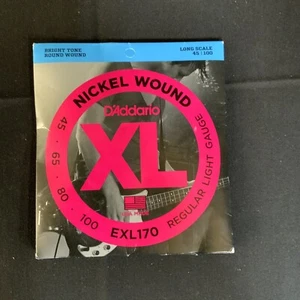 BRIGHT TONE
ROUND WOUND
LONG SCALE
45 | 100
NICKEL WOUND
D'Addario
XL
45 · 65 · 80 · 100
EXL170
REGULAR LIGHT GAUGE